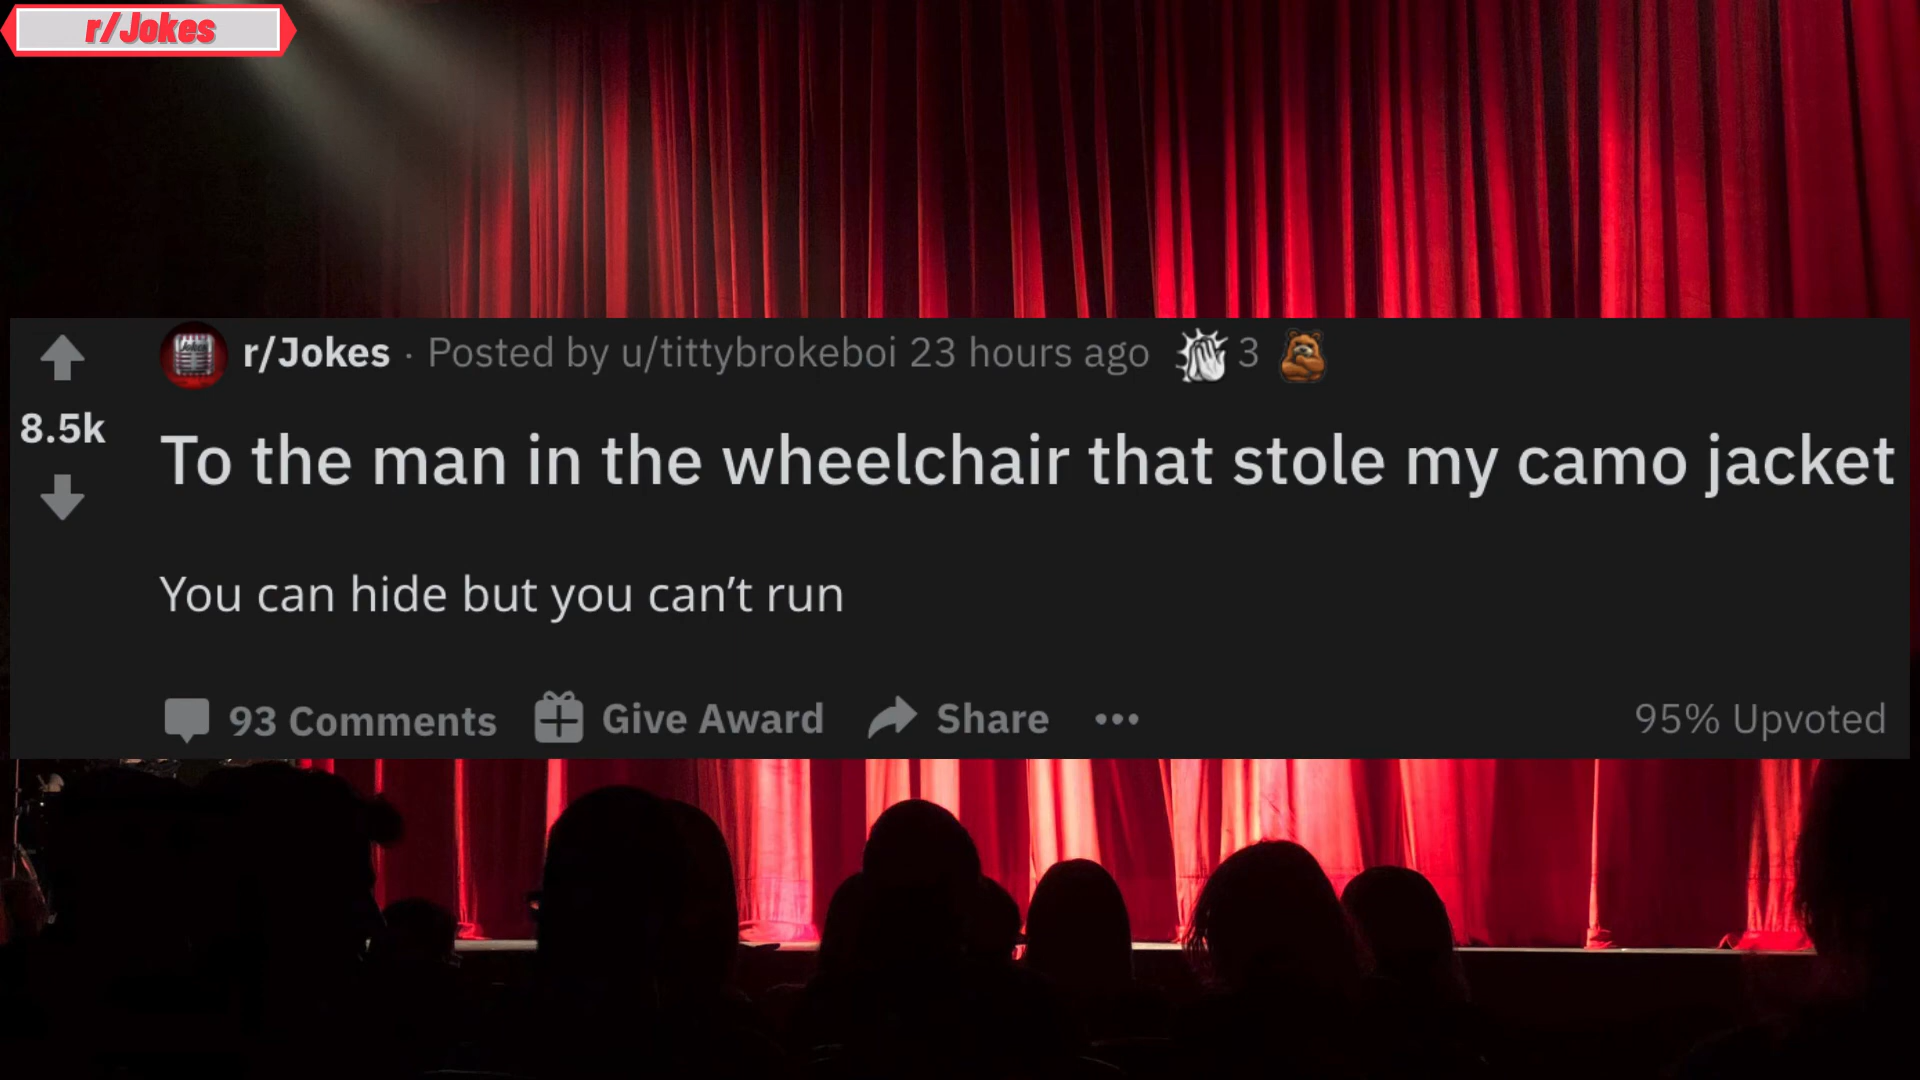 r/Jokes
r/Jokes · Posted by u/tittybrokeboi 23 hours ago 3
8.5k
To the man in the wheelchair that stole my camo jacket
You can hide but you can’t run
93 Comments Give Award Share ••• 95% Upvoted